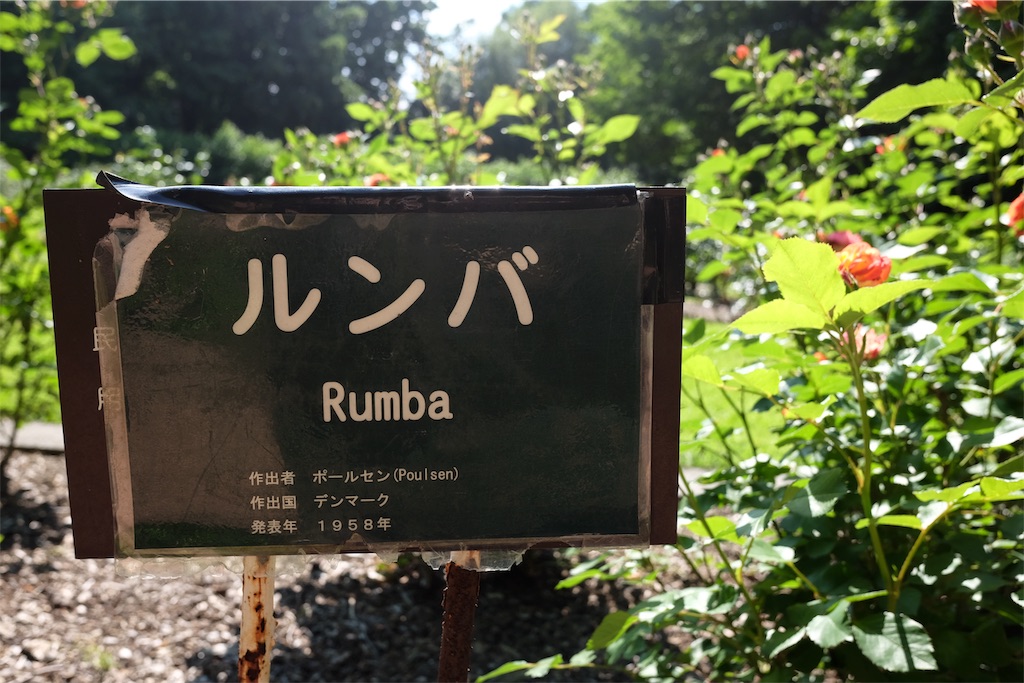 ルンバ
Rumba
作出者　ポールセン(Poulsen)
作出国　デンマーク
発表年　１９５８年
民